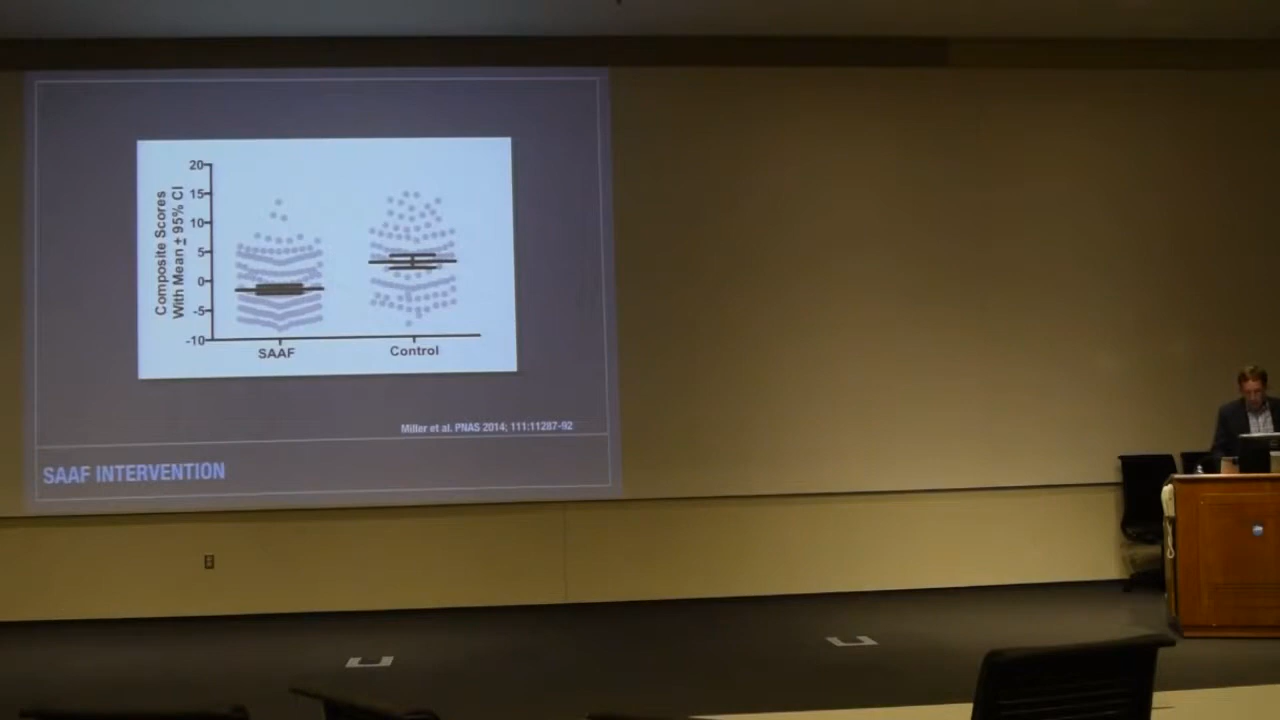 Composite Scores
With Mean ± 95% CI
20
15
10
5
0
-5
-10
SAAF
Control
Miller et al. PNAS 2014; 111:11287-92
SAAF INTERVENTION